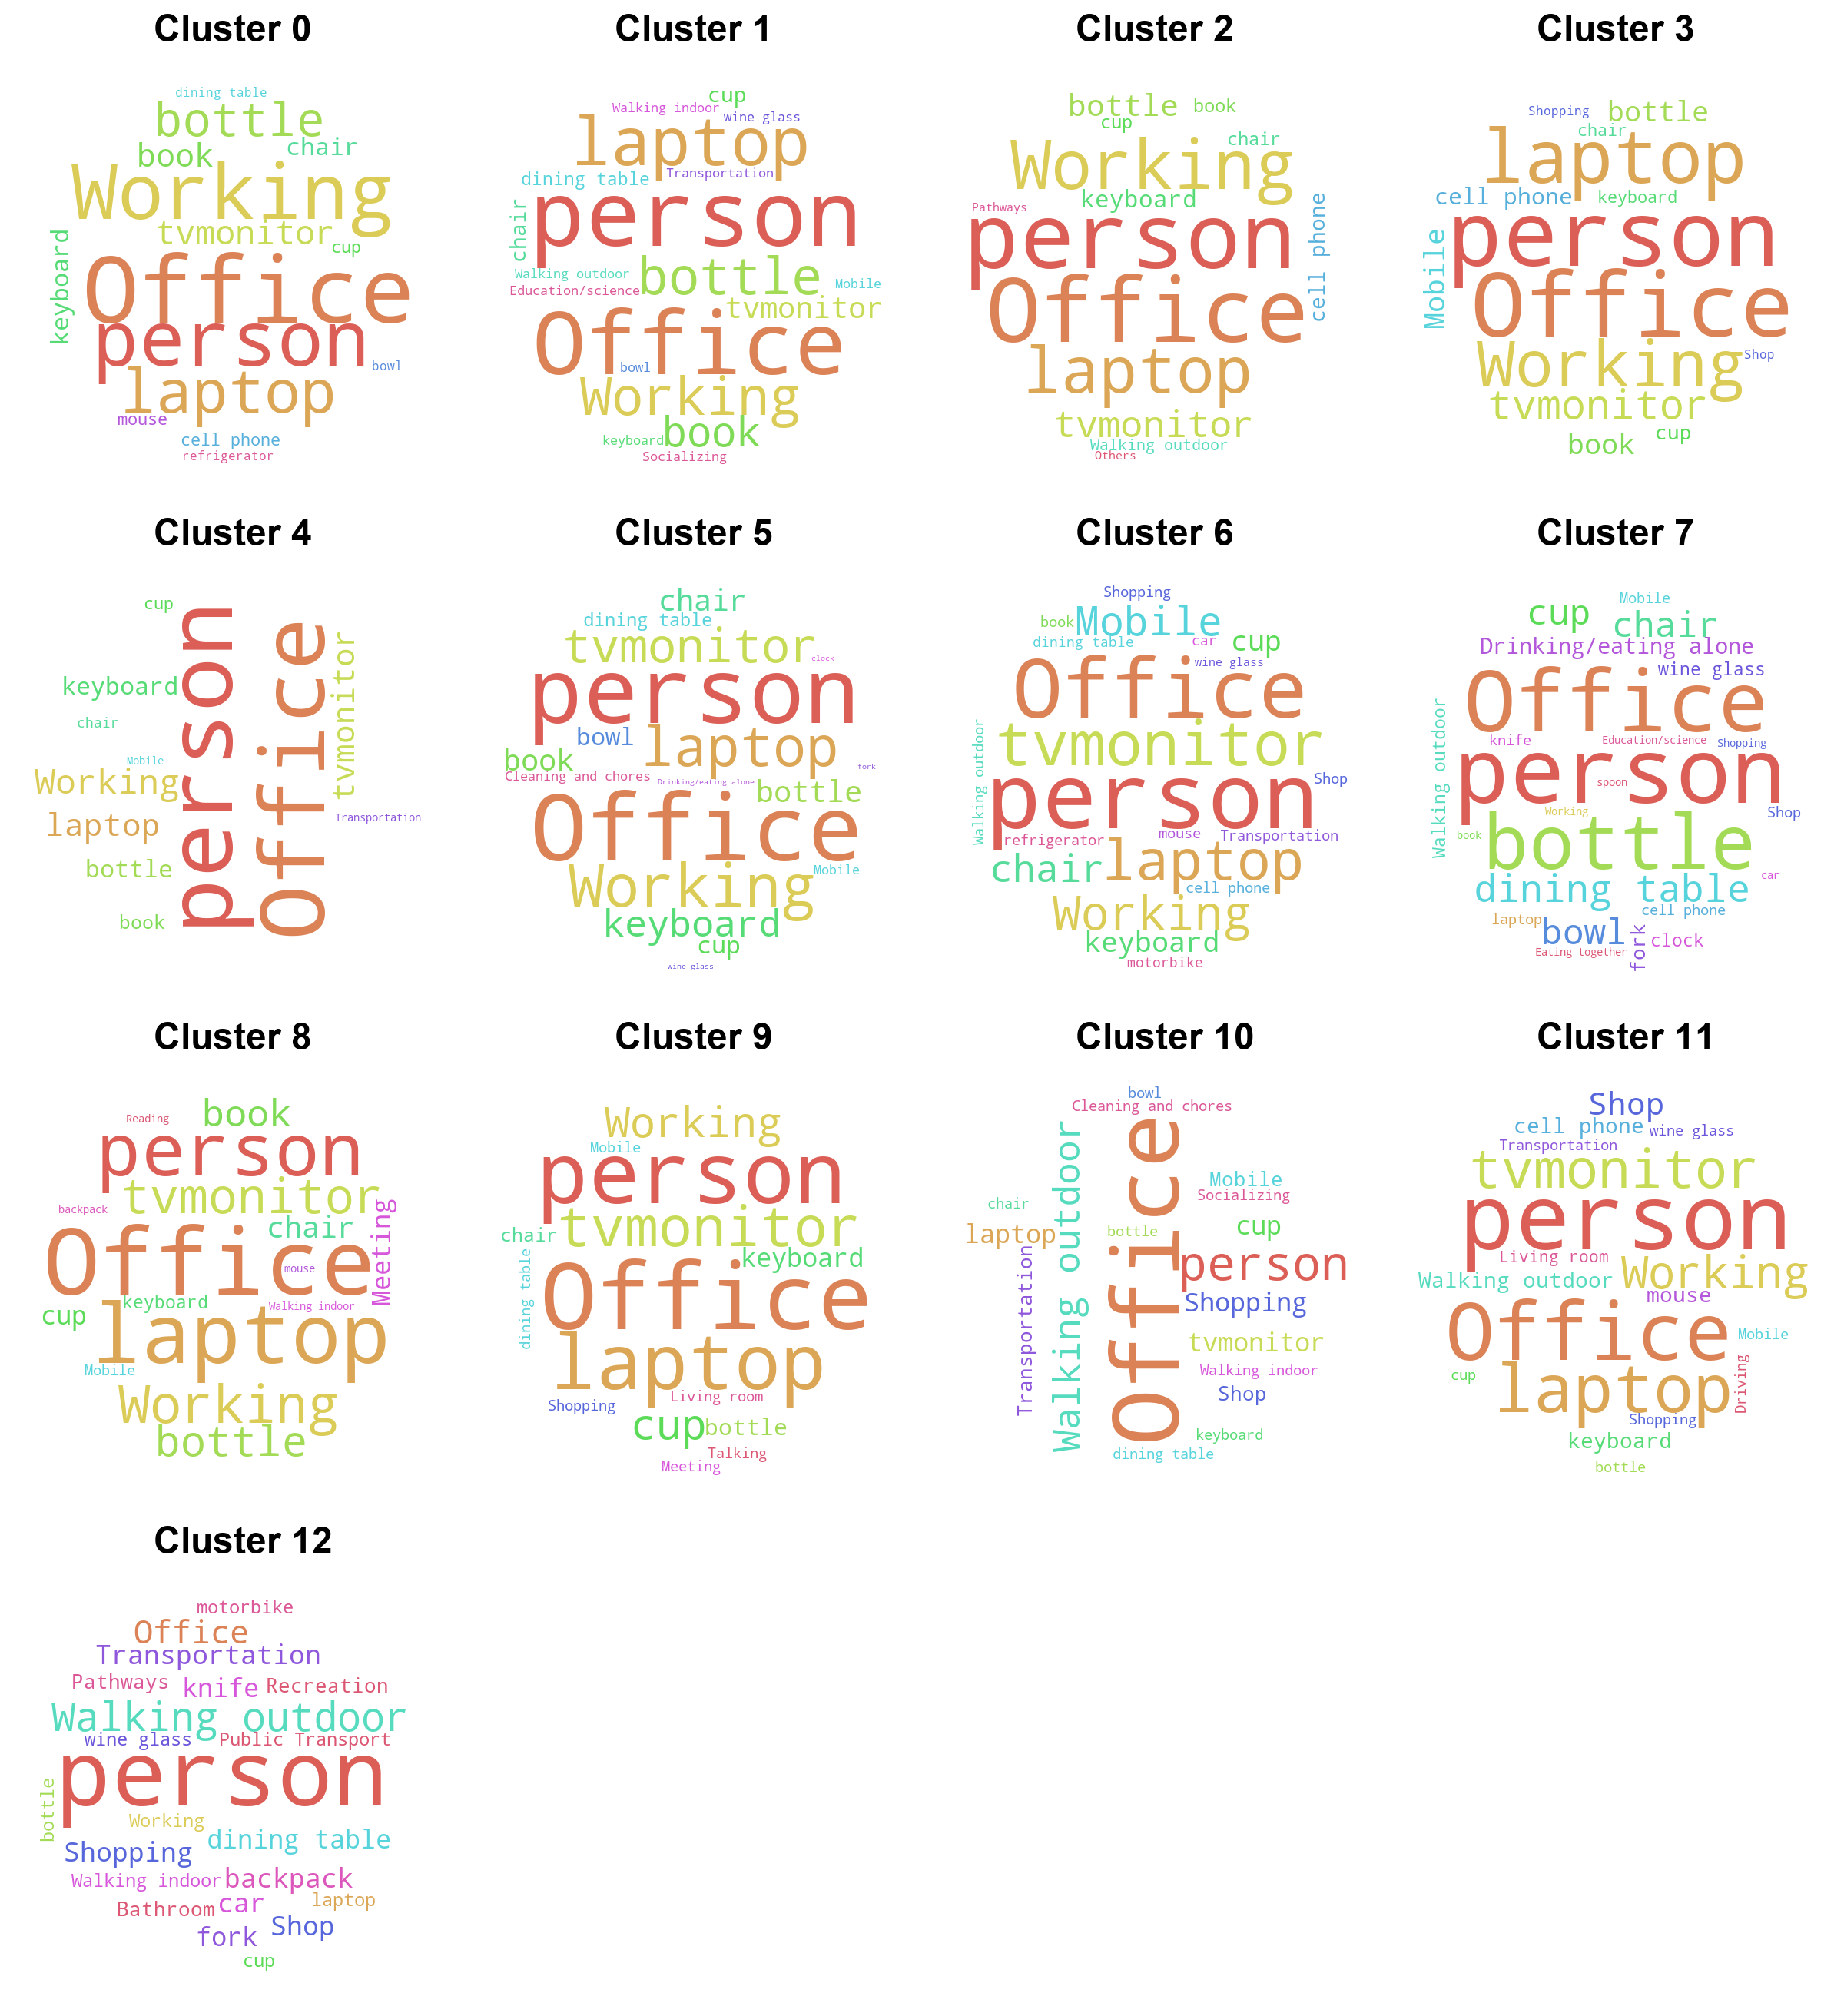 Cluster 0
dining table
bottle
book
chair
Working
tvmonitor
cup
keyboard
Office
person
bowl
laptop
mouse
cell phone
refrigerator
Cluster 1
cup
Walking indoor
wine glass
laptop
Transportation
dining table
chair
person
Walking outdoor
bottle
Mobile
Education/science
tvmonitor
Office
bowl
Working
book
keyboard
Socializing
Cluster 2
bottle
book
cup
chair
Working
keyboard
Pathways
person
cell phone
Office
laptop
tvmonitor
Walking outdoor
Others
Cluster 3
Shopping
bottle
chair
laptop
cell phone
keyboard
person
Mobile
Office
Working
Shop
tvmonitor
cup
book
Cluster 4
cup
person
Office
keyboard
tvmonitor
chair
Mobile
Working
Transportation
laptop
bottle
book
Cluster 5
chair
dining table
tvmonitor
clock
person
bowl
laptop
book
fork
Cleaning and chores
Drinking/eating alone
bottle
Office
Working
Mobile
keyboard
cup
wine glass
Cluster 6
Shopping
book
Mobile
dining table
car
cup
wine glass
Office
tvmonitor
Walking outdoor
person
Shop
refrigerator
mouse
Transportation
chair
laptop
cell phone
Working
keyboard
motorbike
Cluster 7
Mobile
cup
chair
Drinking/eating alone
wine glass
Office
Walking outdoor
knife
Education/science
Shopping
person
spoon
Working
Shop
book
bottle
car
dining table
cell phone
laptop
bowl
fork
clock
Eating together
Cluster 8
Reading
book
person
tvmonitor
backpack
chair
Meeting
Office
mouse
keyboard
Walking indoor
cup
laptop
Mobile
Working
bottle
Cluster 9
Working
Mobile
person
tvmonitor
chair
keyboard
dining table
Office
laptop
Living room
Shopping
cup
bottle
Talking
Meeting
Cluster 10
bowl
Cleaning and chores
Walking outdoor
Office
Mobile
Socializing
chair
laptop
bottle
cup
Transportation
person
Shopping
tvmonitor
Walking indoor
Shop
keyboard
dining table
Cluster 11
Shop
cell phone
wine glass
Transportation
tvmonitor
person
Living room
Walking outdoor
Working
mouse
Office
Mobile
cup
Driving
laptop
Shopping
keyboard
bottle
Cluster 12
motorbike
Office
Transportation
Pathways
knife
Recreation
Walking outdoor
wine glass
Public Transport
person
bottle
Working
dining table
Shopping
Walking indoor
backpack
Bathroom
car
laptop
fork
Shop
cup